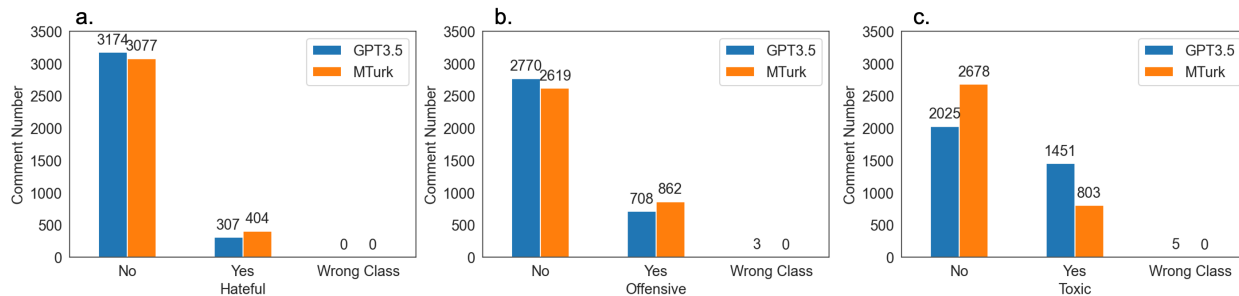 a.
3500
3000
2500
2000
1500
1000
500
0
Comment Number
3174
3077
307
404
0
0
GPT3.5
MTurk
No
Yes
Wrong Class
Hateful
b.
3500
3000
2500
2000
1500
1000
500
0
Comment Number
2770
2619
708
862
3
0
GPT3.5
MTurk
No
Yes
Wrong Class
Offensive
c.
3500
3000
2500
2000
1500
1000
500
0
Comment Number
2025
2678
1451
803
5
0
GPT3.5
MTurk
No
Yes
Wrong Class
Toxic